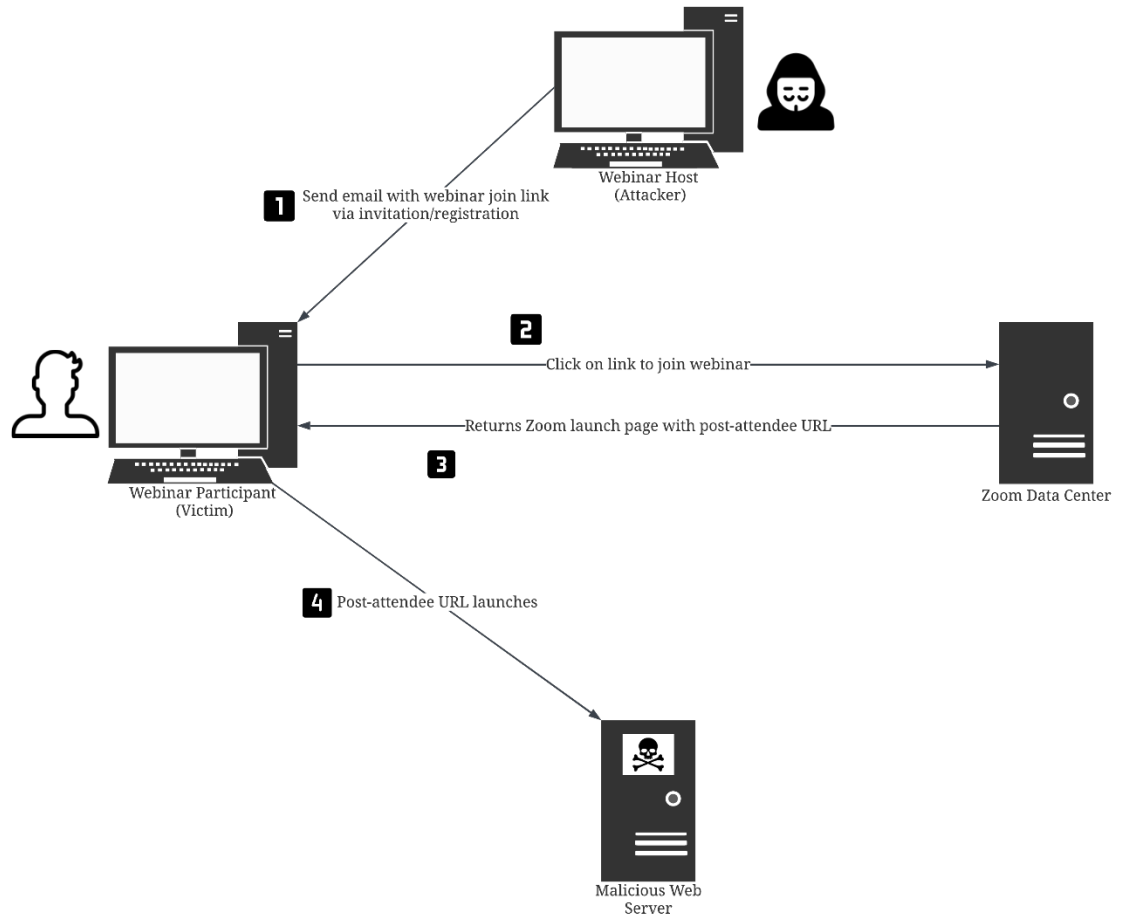 Webinar Host
(Attacker)
1
Send email with webinar join link
via invitation/registration
2
Click on link to join webinar
Returns Zoom launch page with post-attendee URL
3
Webinar Participant
(Victim)
Zoom Data Center
4
Post-attendee URL launches
Malicious Web
Server